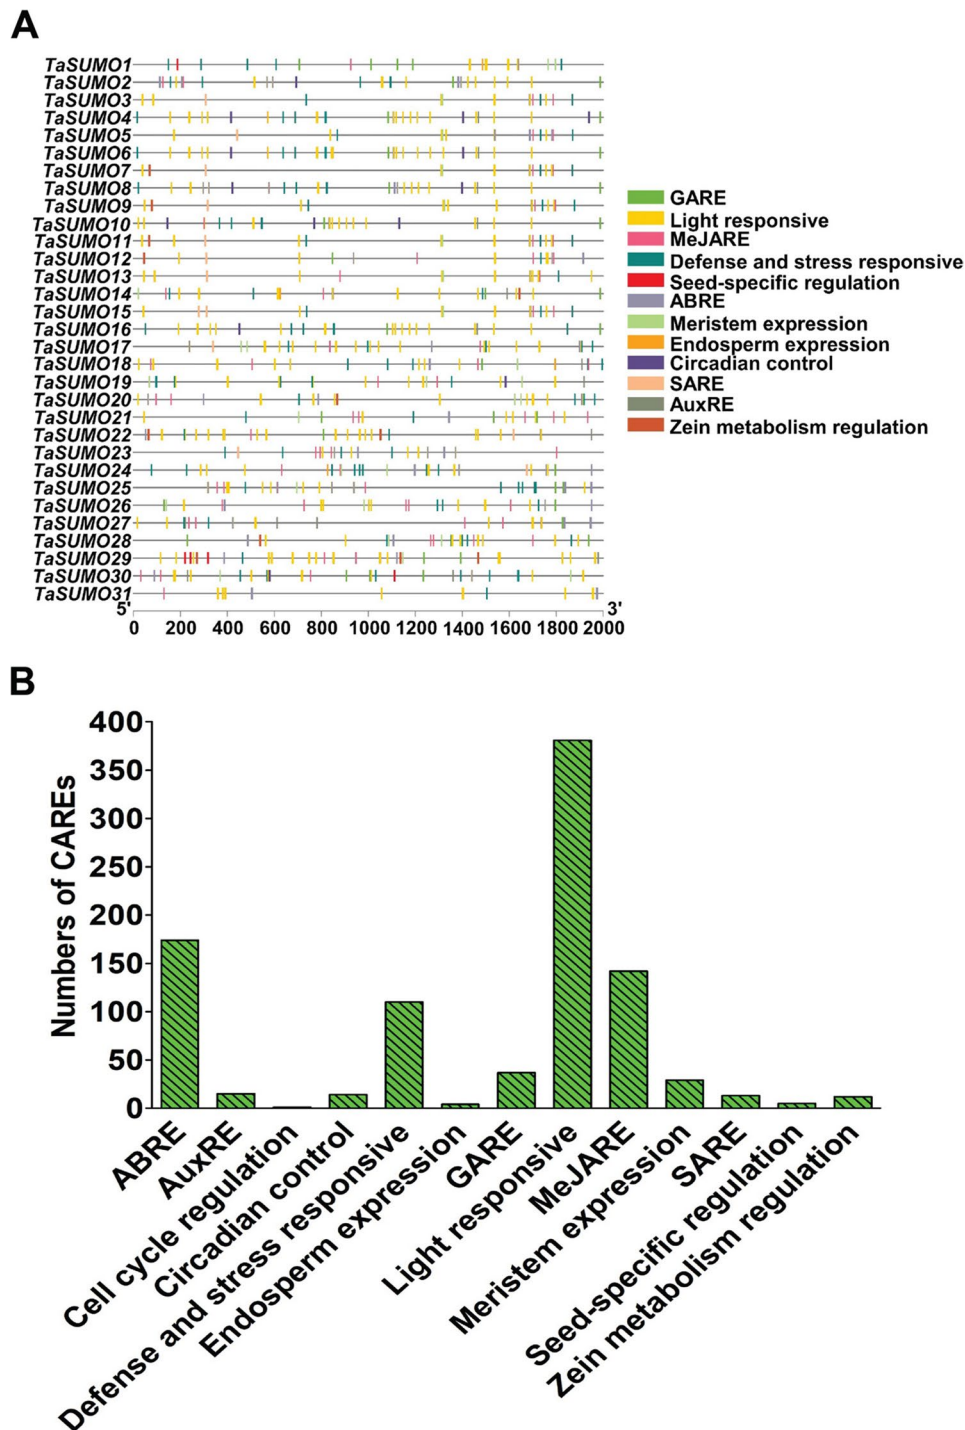 A
TaSUMO1
TaSUMO2
TaSUMO3
TaSUMO4
TaSUMO5
TaSUMO6
TaSUMO7
TaSUMO8
TaSUMO9
TaSUMO10
TaSUMO11
TaSUMO12
TaSUMO13
TaSUMO14
TaSUMO15
TaSUMO16
TaSUMO17
TaSUMO18
TaSUMO19
TaSUMO20
TaSUMO21
TaSUMO22
TaSUMO23
TaSUMO24
TaSUMO25
TaSUMO26
TaSUMO27
TaSUMO28
TaSUMO29
TaSUMO30
TaSUMO31
5' 3'
0 200 400 600 800 1000 1200 1400 1600 1800 2000
GARE
Light responsive
MeJARE
Defense and stress responsive
Seed-specific regulation
ABRE
Meristem expression
Endosperm expression
Circadian control
SARE
AuxRE
Zein metabolism regulation
B
Numbers of CAREs
400
350
300
250
200
150
100
50
0
ABRE
AuxRE
Cell cycle regulation
Circadian control
Defense and stress responsive
Endosperm expression
GARE
Light responsive
MeJARE
Meristem expression
SARE
Seed-specific regulation
Zein metabolism regulation